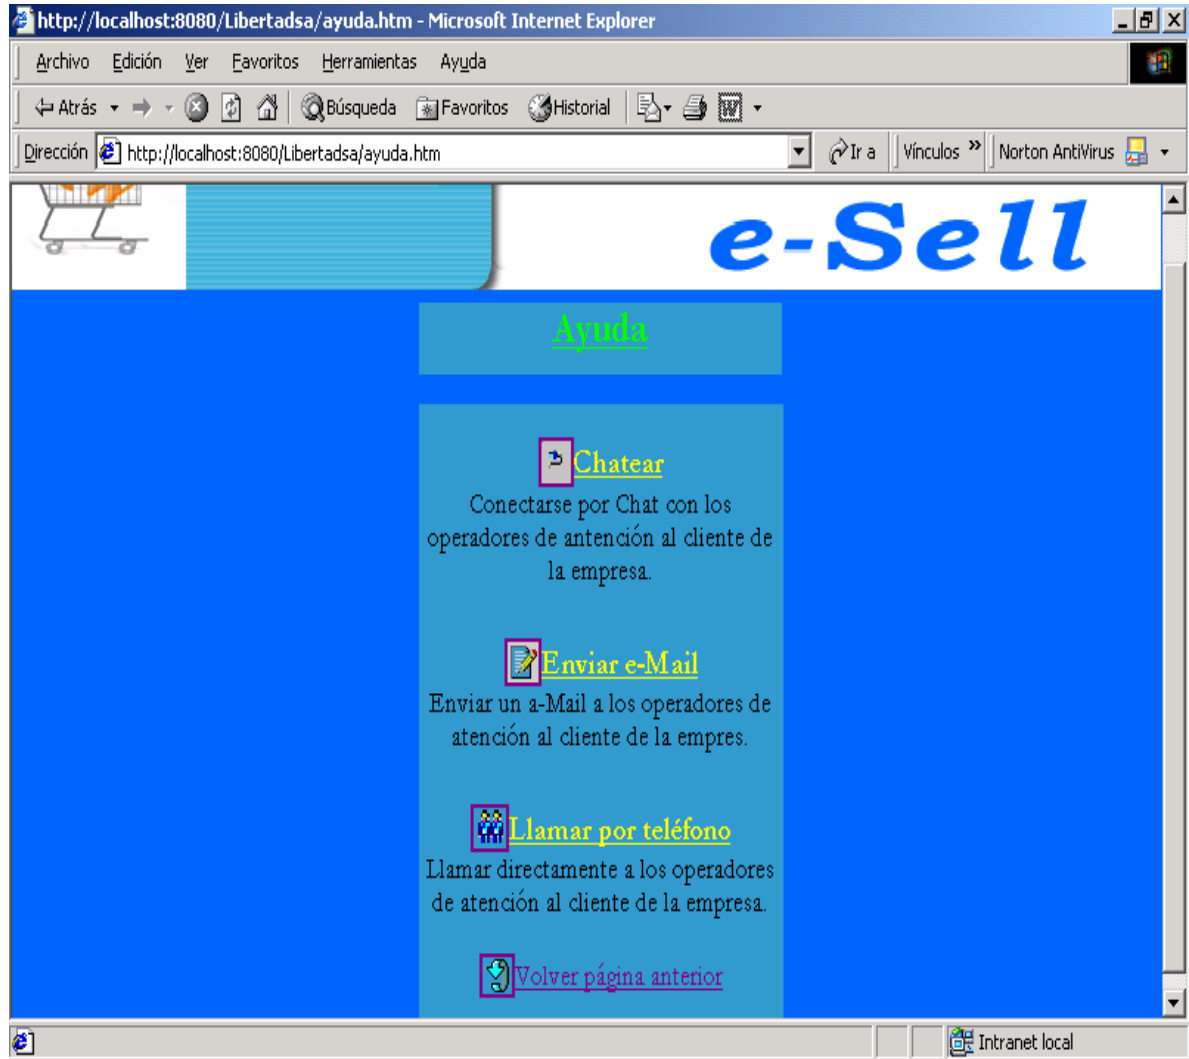 http://localhost:8080/Libertadsa/ayuda.htm - Microsoft Internet Explorer
Archivo Edición Ver Favoritos Herramientas Ayuda
Atrás Búsqueda Favoritos Historial
Dirección http://localhost:8080/Libertadsa/ayuda.htm Ir a Vínculos » Norton AntiVirus
e-Sell
Ayuda
Chatear
Conectarse por Chat con los
operadores de antención al cliente de
la empresa.
Enviar e-Mail
Enviar un a-Mail a los operadores de
atención al cliente de la empres.
Llamar por teléfono
Llamar directamente a los operadores
de atención al cliente de la empresa.
Volver página anterior
Intranet local